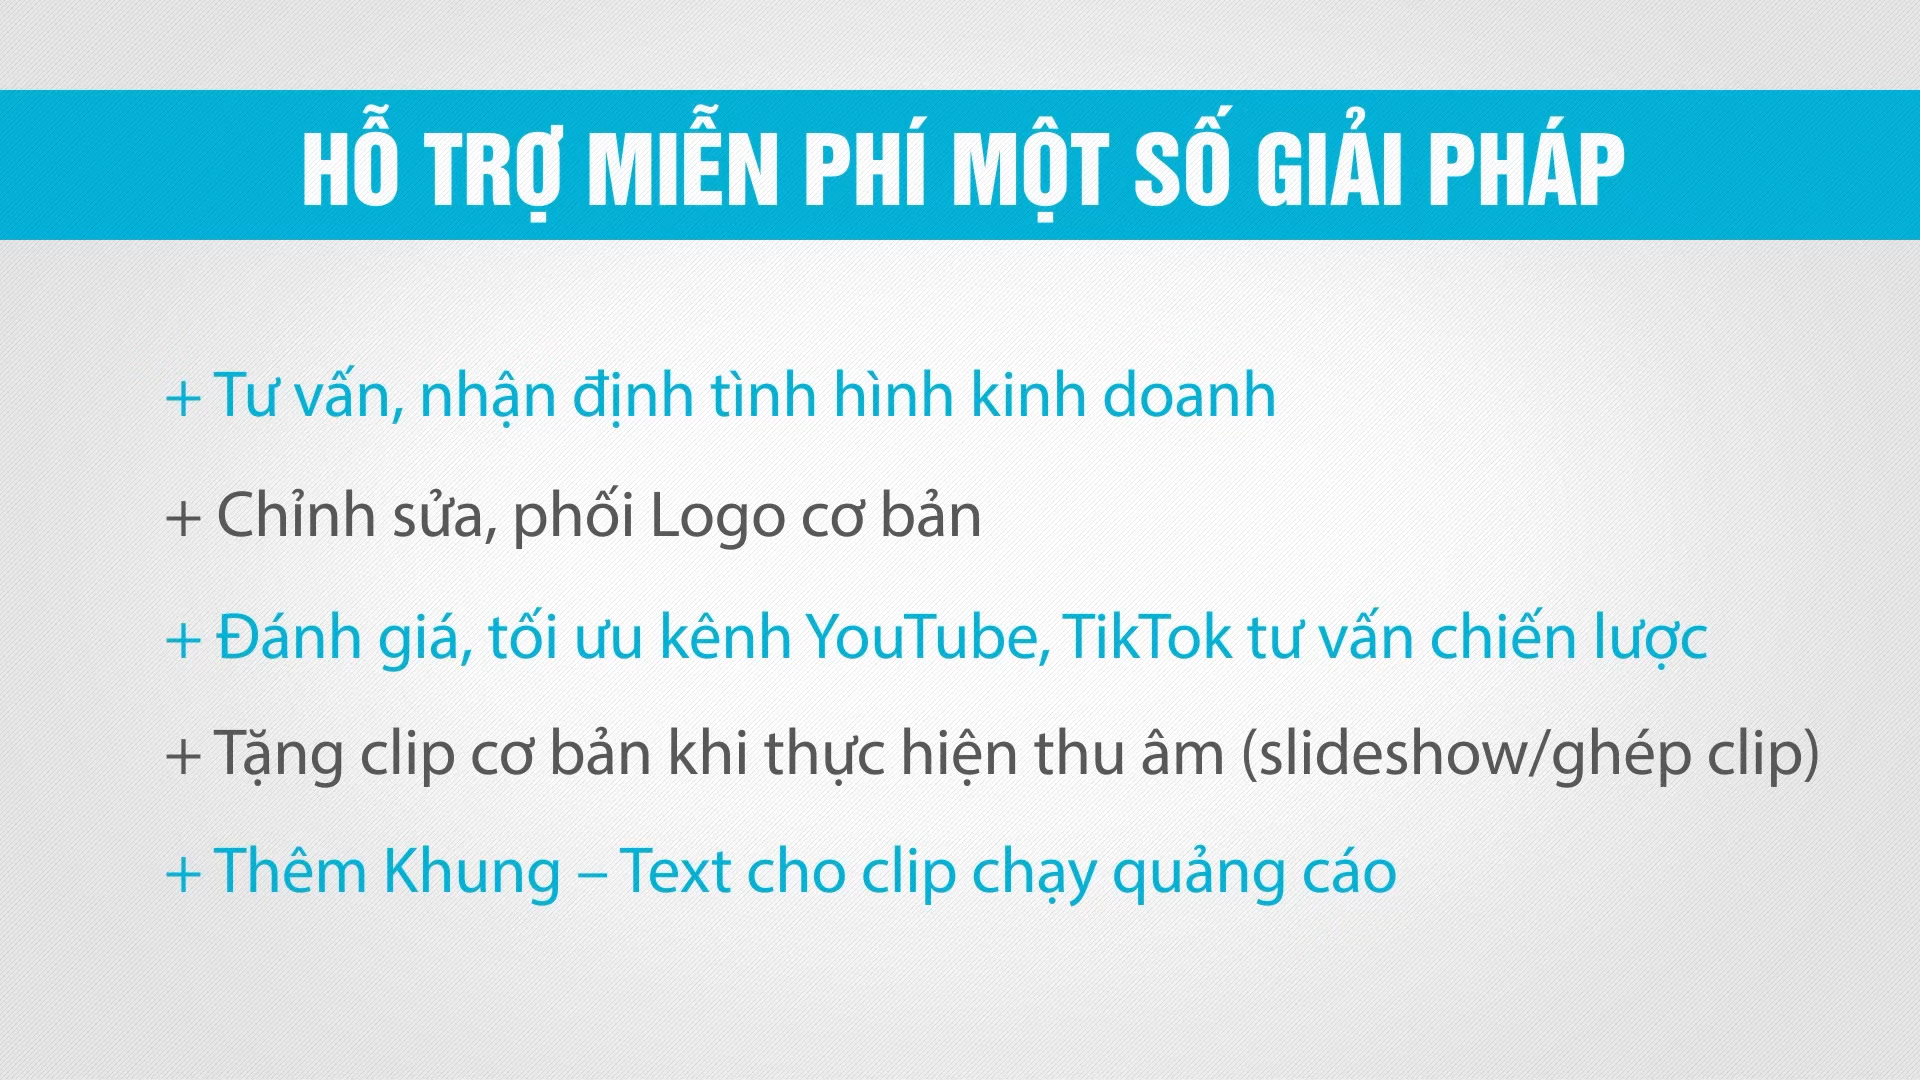 HỖ TRỢ MIỄN PHÍ MỘT SỐ GIẢI PHÁP
+ Tư vấn, nhận định tình hình kinh doanh
+ Chỉnh sửa, phối Logo cơ bản
+ Đánh giá, tối ưu kênh YouTube, TikTok tư vấn chiến lược
+ Tặng clip cơ bản khi thực hiện thu âm (slideshow/ghép clip)
+ Thêm Khung – Text cho clip chạy quảng cáo